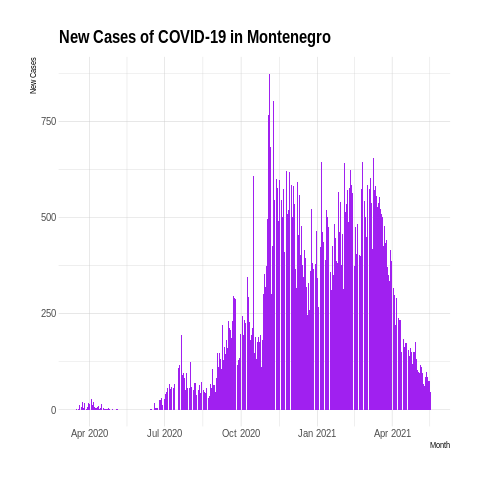 New Cases of COVID-19 in Montenegro
New Cases
750
500
250
0
Apr 2020 Jul 2020 Oct 2020 Jan 2021 Apr 2021
Month